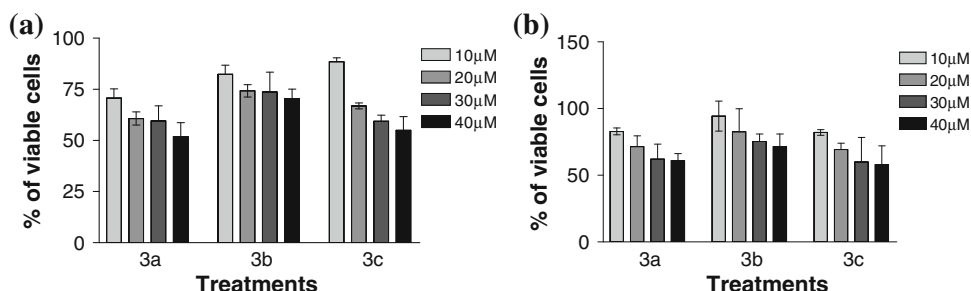 (a)
% of viable cells
100
75
50
25
0
3a 3b 3c
Treatments
10µM
20µM
30µM
40µM
(b)
% of viable cells
150
100
50
0
3a 3b 3c
Treatments
10µM
20µM
30µM
40µM